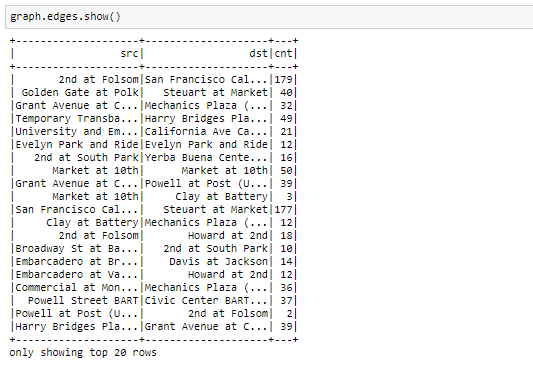 graph.edges.show()
+--------------------+--------------------+---+
|                 src|                 dst|cnt|
+--------------------+--------------------+---+
|       2nd at Folsom|San Francisco Cal...|179|
| Golden Gate at Polk|   Steuart at Market| 40|
|Grant Avenue at C...|Mechanics Plaza (...| 32|
|Temporary Transba...|Harry Bridges Pla...| 49|
|University and Em...|California Ave Ca...| 21|
|Evelyn Park and Ride|Evelyn Park and Ride| 12|
|   2nd at South Park|Yerba Buena Cente...| 16|
|      Market at 10th|      Market at 10th| 50|
|Grant Avenue at C...|Powell at Post (U...| 39|
|      Market at 10th|     Clay at Battery|  3|
|San Francisco Cal...|   Steuart at Market|177|
|     Clay at Battery|Mechanics Plaza (...| 12|
|       2nd at Folsom|       Howard at 2nd| 18|
|Broadway St at Ba...|   2nd at South Park| 10|
|Embarcadero at Br...|    Davis at Jackson| 14|
|Embarcadero at Va...|       Howard at 2nd| 12|
|Commercial at Mon...|Mechanics Plaza (...| 36|
|  Powell Street BART|Civic Center BART...| 37|
|Powell at Post (U...|       2nd at Folsom|  2|
|Harry Bridges Pla...|Grant Avenue at C...| 39|
+--------------------+--------------------+---+
only showing top 20 rows